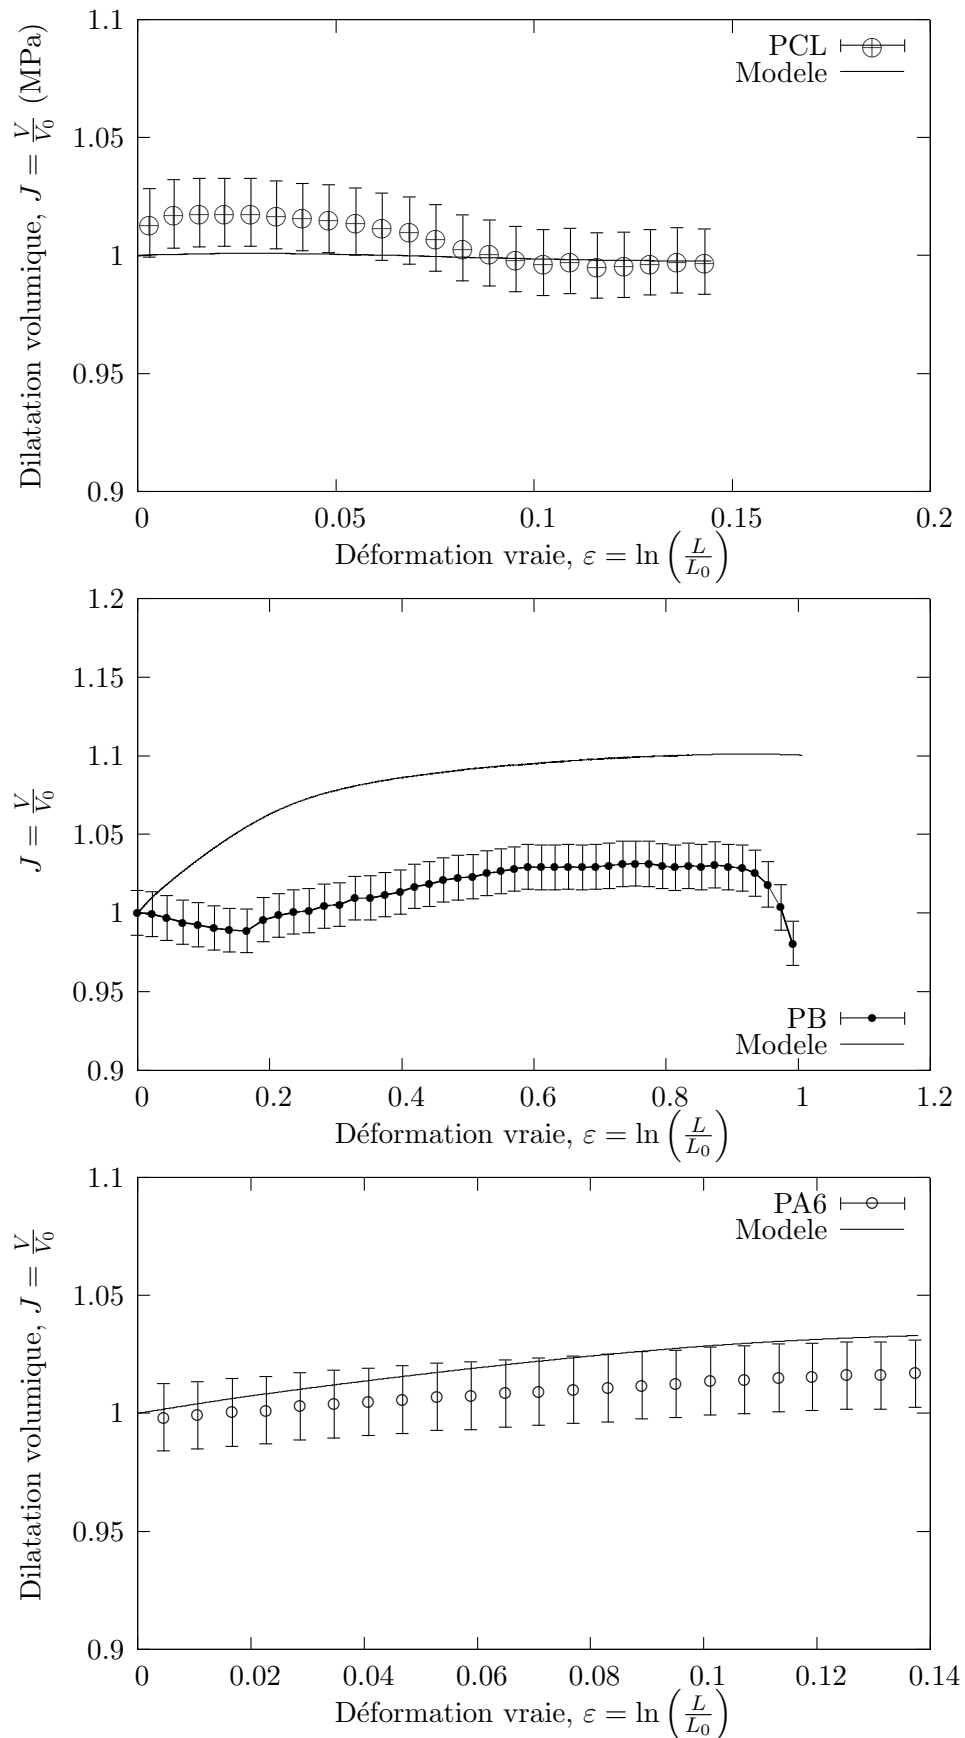 1.1
PCL
Modele
1.05
1
0.95
0.9
0 0.05 0.1 0.15 0.2
Dilatation volumique, J = V/V₀ (MPa)
Déformation vraie, ε = ln (L/L₀)
1.2
1.15
1.1
1.05
1
0.95
0.9
PB
Modele
0 0.2 0.4 0.6 0.8 1 1.2
J = V/V₀
Déformation vraie, ε = ln (L/L₀)
1.1
PA6
Modele
1.05
1
0.95
0.9
0 0.02 0.04 0.06 0.08 0.1 0.12 0.14
Dilatation volumique, J = V/V₀
Déformation vraie, ε = ln (L/L₀)